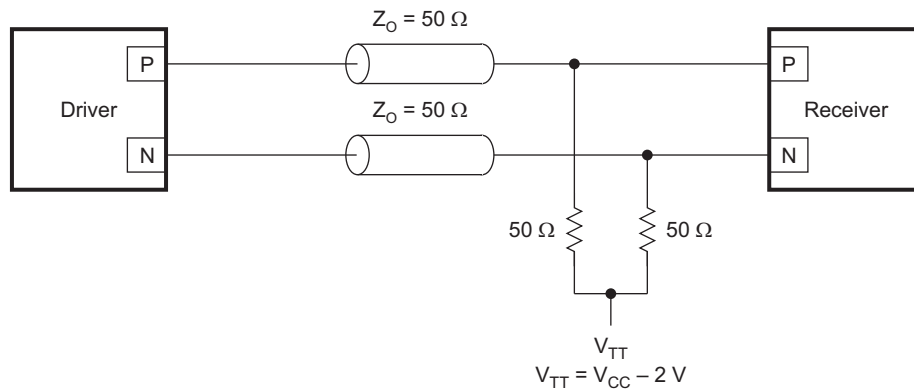 Z_O = 50 Ω
P
P
Driver
Z_O = 50 Ω
Receiver
N
N
50 Ω
50 Ω
V_TT
V_TT = V_CC – 2 V